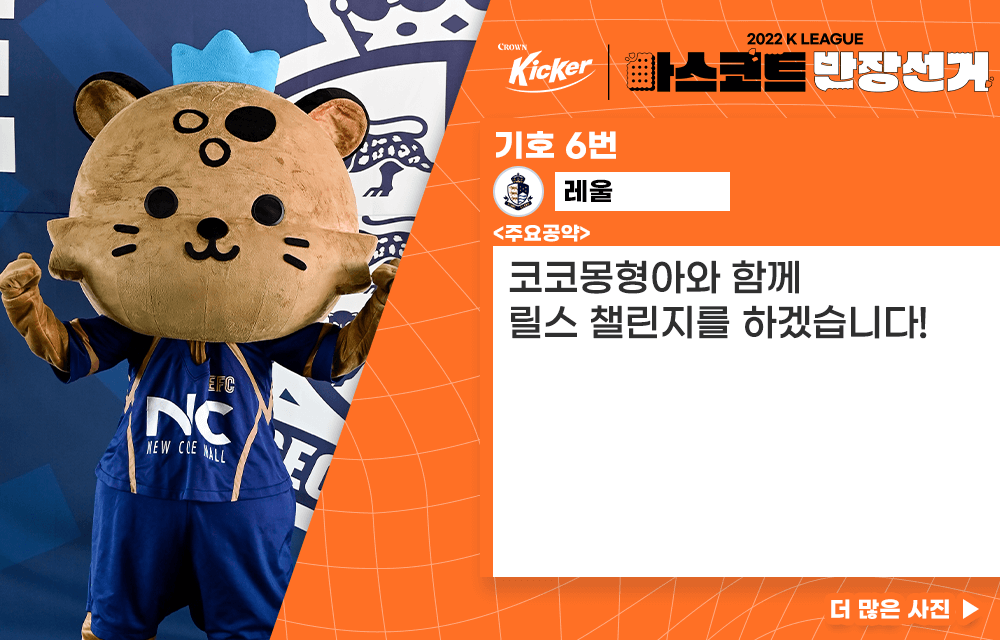 CROWN
Kicker
2022 K LEAGUE
마스코트 반장선거
기호 6번
레울
<주요공약>
코코몽형아와 함께
릴스 챌린지를 하겠습니다!
더 많은 사진 ▶
EFC
NC